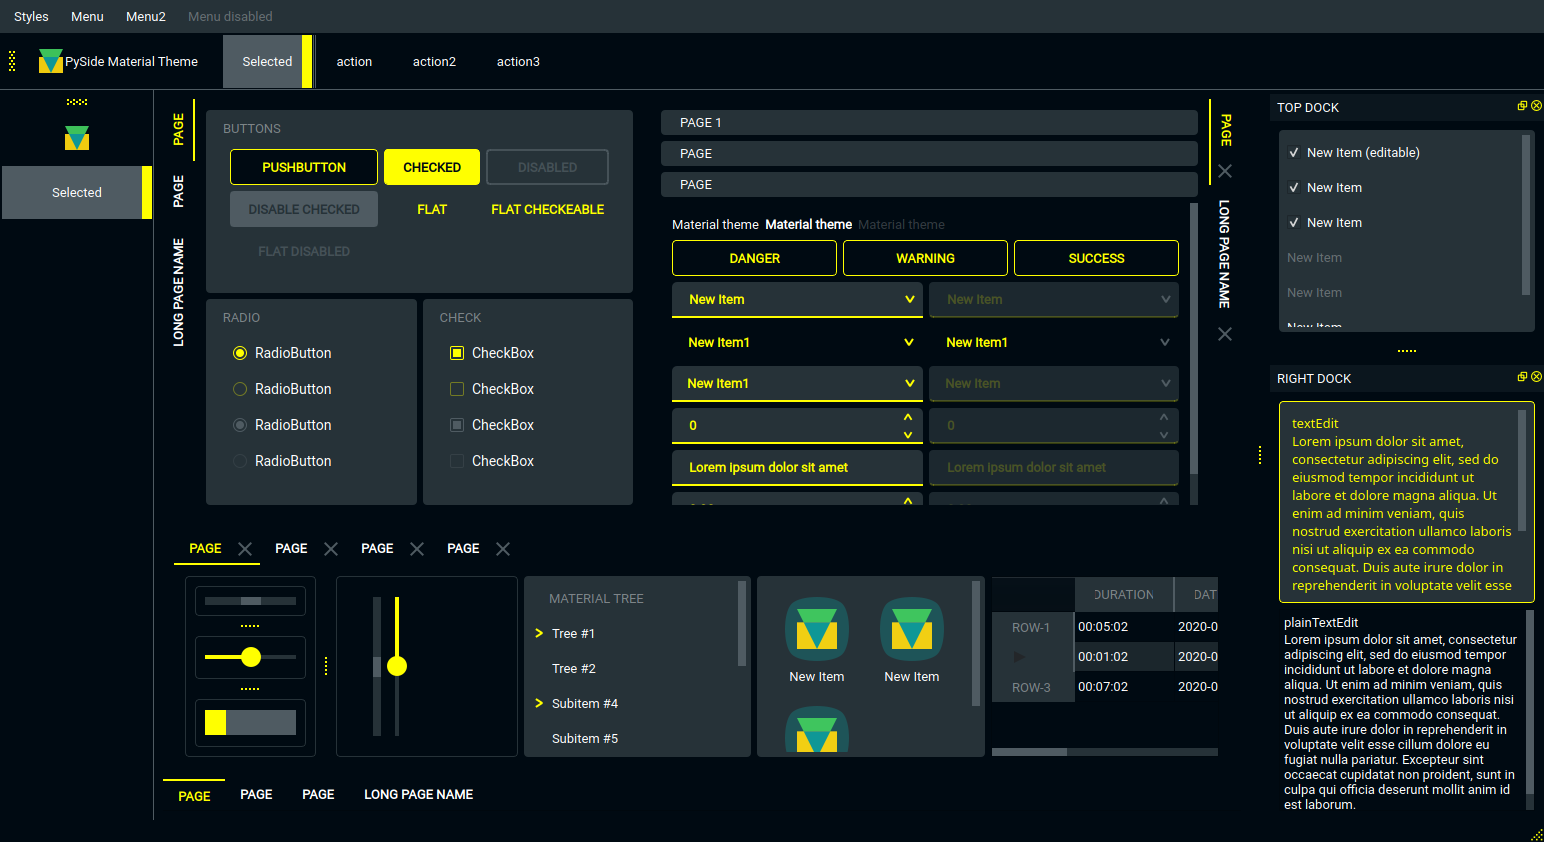 Styles Menu Menu2 Menu disabled
PySide Material Theme Selected action action2 action3
Selected
PAGE
PAGE
LONG PAGE NAME
BUTTONS
PUSHBUTTON CHECKED DISABLED
DISABLE CHECKED FLAT FLAT CHECKEABLE
FLAT DISABLED
RADIO
RadioButton
RadioButton
RadioButton
RadioButton
CHECK
CheckBox
CheckBox
CheckBox
CheckBox
PAGE 1
PAGE
PAGE
Material theme Material theme Material theme
DANGER WARNING SUCCESS
New Item New Item
New Item1 New Item1
New Item1 New Item
0 0
Lorem ipsum dolor sit amet Lorem ipsum dolor sit amet
PAGE
LONG PAGE NAME
TOP DOCK
New Item (editable)
New Item
New Item
New Item
New Item
New Item
RIGHT DOCK
textEdit
Lorem ipsum dolor sit amet,
consectetur adipiscing elit, sed do
eiusmod tempor incididunt ut
labore et dolore magna aliqua. Ut
enim ad minim veniam, quis
nostrud exercitation ullamco laboris
nisi ut aliquip ex ea commodo
consequat. Duis aute irure dolor in
reprehenderit in voluptate velit esse
plainTextEdit
Lorem ipsum dolor sit amet, consectetur
adipiscing elit, sed do eiusmod tempor
incididunt ut labore et dolore magna
aliqua. Ut enim ad minim veniam, quis
nostrud exercitation ullamco laboris nisi
ut aliquip ex ea commodo consequat.
Duis aute irure dolor in reprehenderit in
voluptate velit esse cillum dolore eu
fugiat nulla pariatur. Excepteur sint
occaecat cupidatat non proident, sunt in
culpa qui officia deserunt mollit anim id
est laborum.
PAGE PAGE PAGE PAGE
MATERIAL TREE
Tree #1
Tree #2
Subitem #4
Subitem #5
New Item New Item
DURATION DAT
ROW-1 00:05:02 2020-0
00:01:02 2020-0
ROW-3 00:07:02 2020-0
PAGE PAGE PAGE LONG PAGE NAME